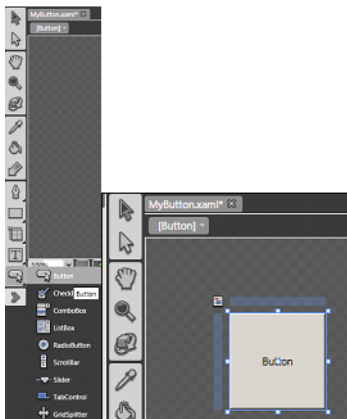 MyButton.xaml*
[Button]
Button
Button
ComboBox
ListBox
RadioButton
ScrollBar
Slider
TabControl
GridSplitter
MyButton.xaml*
[Button]
Button